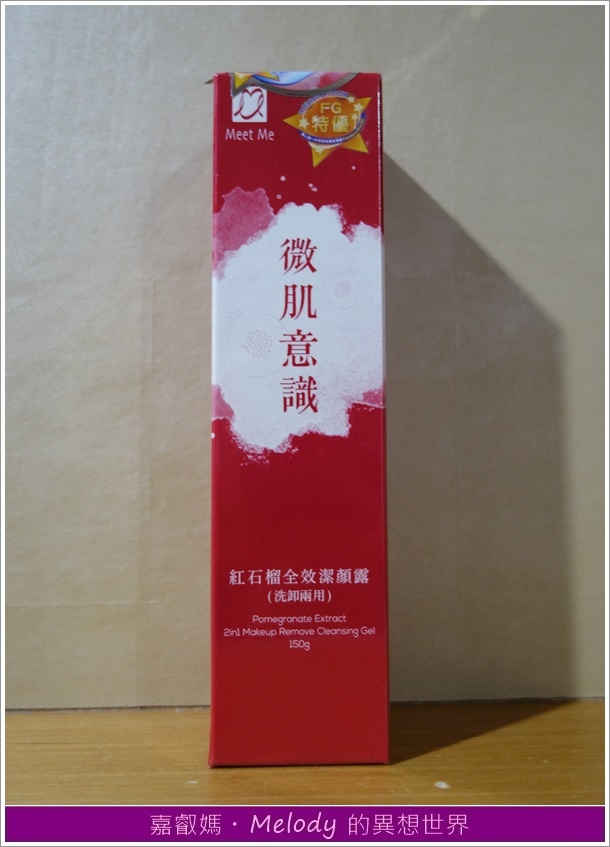 Meet Me
FG
特優
微肌意識
紅石榴全效潔顏露
(洗卸兩用)
Pomegranate Extract
2in1 Makeup Remove Cleansing Gel
150g
嘉叡媽・Melody 的異想世界